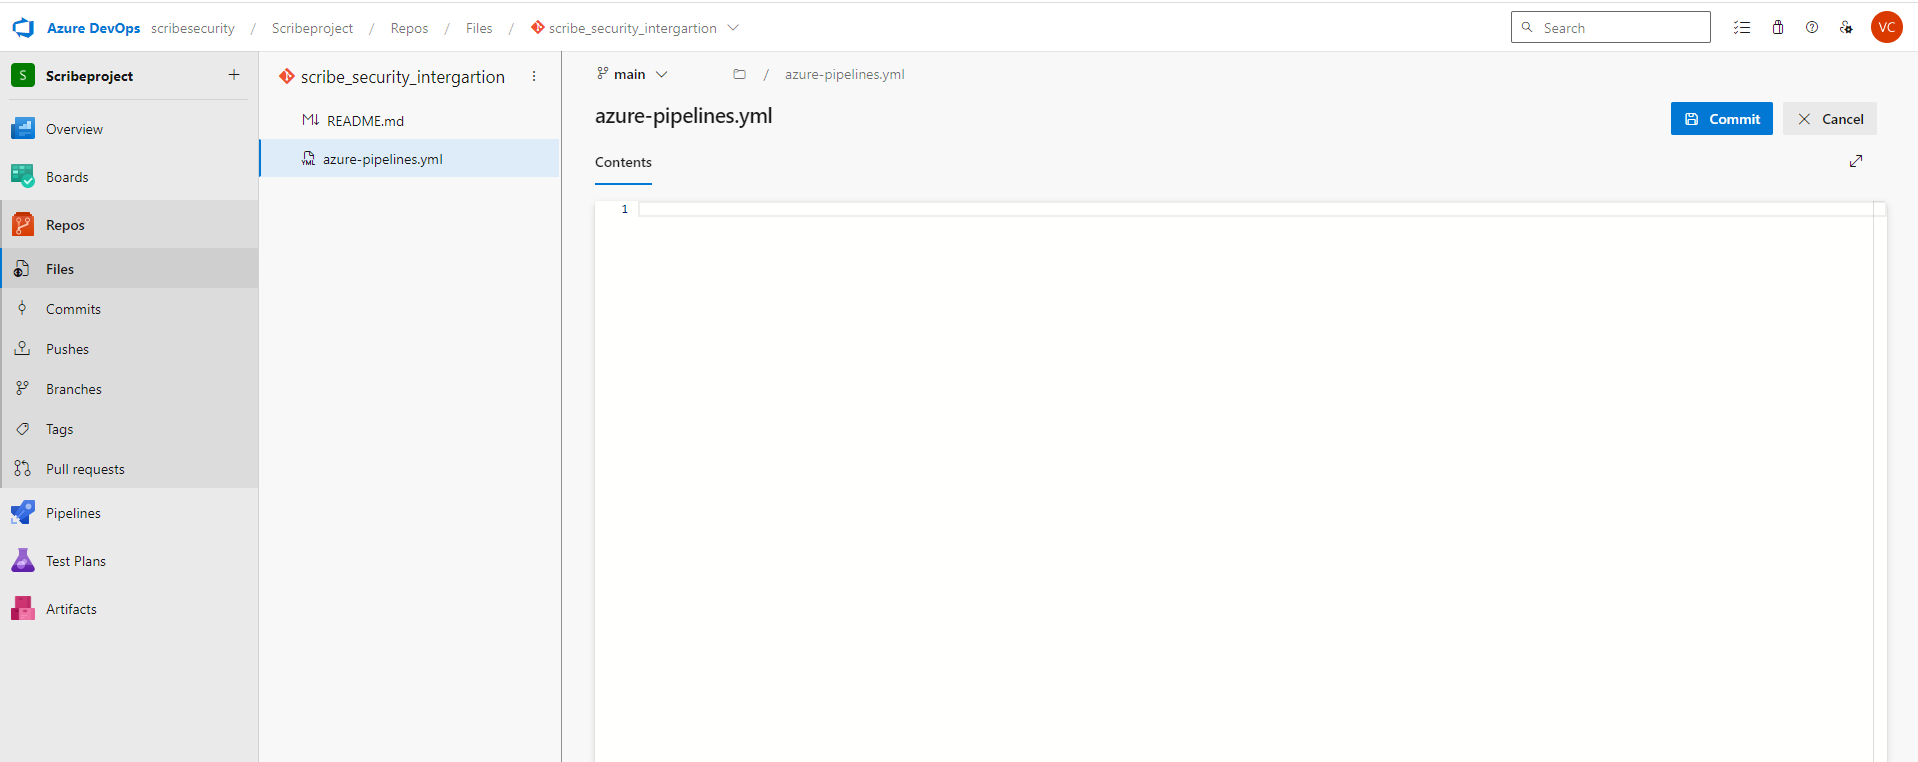 Azure DevOps scribesecurity / Scribeproject / Repos / Files / scribe_security_intergartion
Search
VC
S Scribeproject +
Overview
Boards
Repos
Files
Commits
Pushes
Branches
Tags
Pull requests
Pipelines
Test Plans
Artifacts
scribe_security_intergartion
M↓ README.md
YML azure-pipelines.yml
main / azure-pipelines.yml
azure-pipelines.yml
Commit Cancel
Contents
1